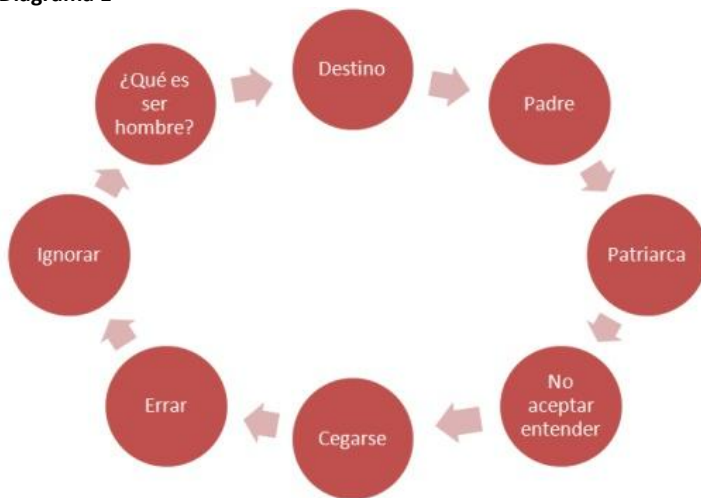 Diagrama 1
¿Qué es
ser
hombre?
Destino
Padre
Patriarca
No
aceptar
entender
Cegarse
Errar
Ignorar